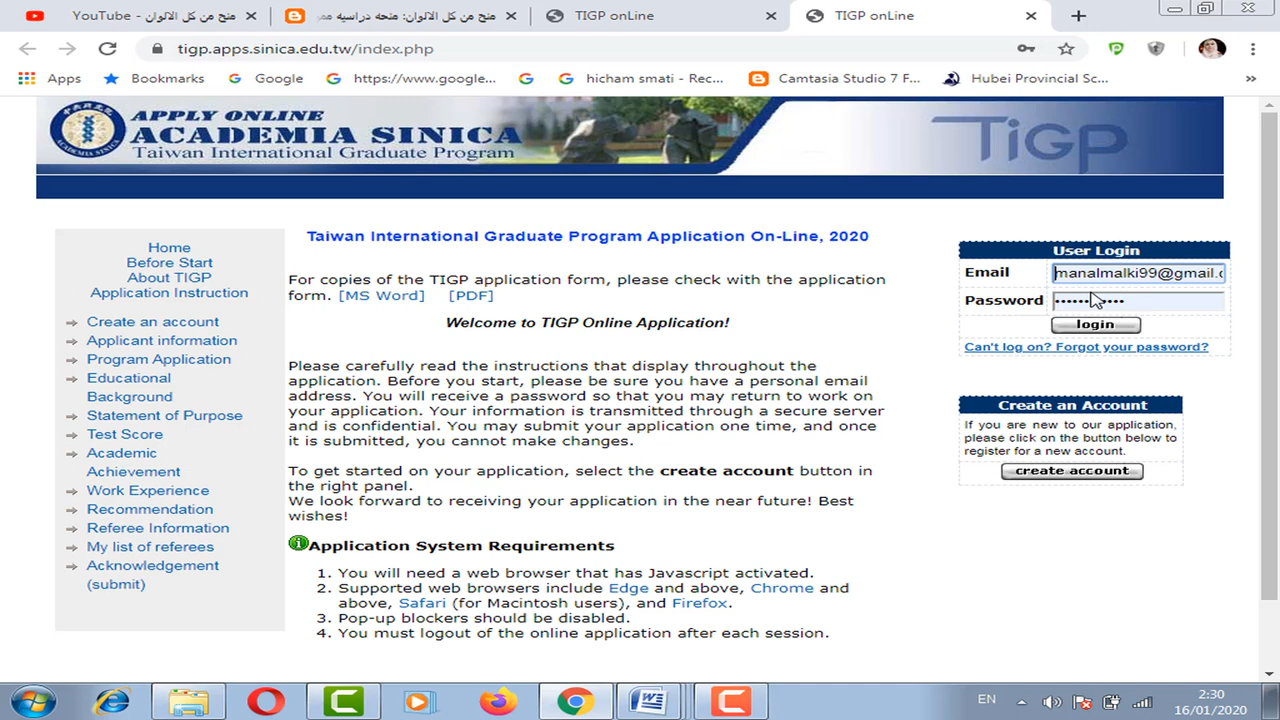 YouTube - منح من كل الالوان
منح من كل الالوان: منحه دراسيه
TIGP onLine
TIGP onLine
tigp.apps.sinica.edu.tw/index.php
Apps
Bookmarks
Google
https://www.google...
hicham smati - Rec...
Camtasia Studio 7 F...
Hubei Provincial Sc...
»
APPLY ONLINE
ACADEMIA SINICA
Taiwan International Graduate Program
TiGP
Home
Before Start
About TIGP
Application Instruction
Create an account
Applicant information
Program Application
Educational
Background
Statement of Purpose
Test Score
Academic
Achievement
Work Experience
Recommendation
Referee Information
My list of referees
Acknowledgement
(submit)
Taiwan International Graduate Program Application On-Line, 2020
For copies of the TIGP application form, please check with the application
form. [MS Word] [PDF]
Welcome to TIGP Online Application!
Please carefully read the instructions that display throughout the
application. Before you start, please be sure you have a personal email
address. You will receive a password so that you may return to work on
your application. Your information is transmitted through a secure server
and is confidential. You may submit your application one time, and once
it is submitted, you cannot make changes.
To get started on your application, select the create account button in
the right panel.
We look forward to receiving your application in the near future! Best
wishes!
Application System Requirements
1. You will need a web browser that has Javascript activated.
2. Supported web browsers include Edge and above, Chrome and
above, Safari (for Macintosh users), and Firefox.
3. Pop-up blockers should be disabled.
4. You must logout of the online application after each session.
User Login
Email manalmalki99@gmail.
Password
login
Can't log on? Forgot your password?
Create an Account
If you are new to our application,
please click on the button below to
register for a new account.
create account
EN
2:30
16/01/2020